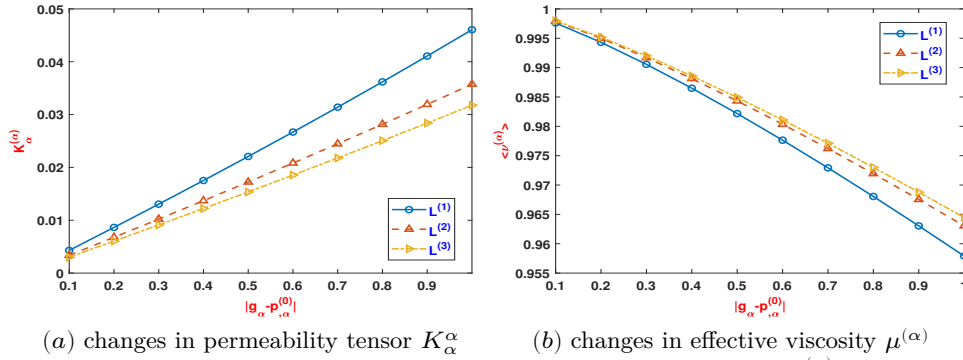 0.05
0.04
0.03
0.02
0.01
0
K_α^(α)
0.1 0.2 0.3 0.4 0.5 0.6 0.7 0.8 0.9
|g_α-p_,α^(0)|
L^(1)
L^(2)
L^(3)
(a) changes in permeability tensor K_α^α
1
0.995
0.99
0.985
0.98
0.975
0.97
0.965
0.96
0.955
<ν^(α)>
0.1 0.2 0.3 0.4 0.5 0.6 0.7 0.8 0.9 1
|g_α-p_,α^(0)|
L^(1)
L^(2)
L^(3)
(b) changes in effective viscosity μ^(α)